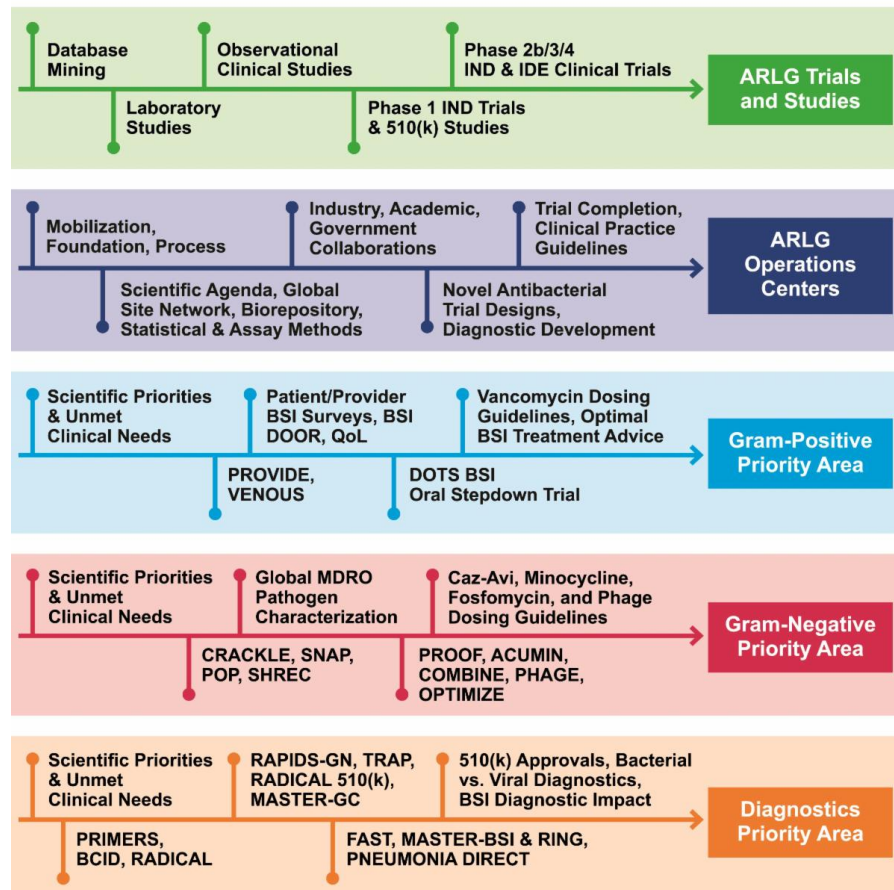 Database
Mining
Observational
Clinical Studies
Phase 2b/3/4
IND & IDE Clinical Trials
Laboratory
Studies
Phase 1 IND Trials
& 510(k) Studies
ARLG Trials
and Studies
Mobilization,
Foundation, Process
Industry, Academic,
Government
Collaborations
Trial Completion,
Clinical Practice
Guidelines
Scientific Agenda, Global
Site Network, Biorepository,
Statistical & Assay Methods
Novel Antibacterial
Trial Designs,
Diagnostic Development
ARLG
Operations
Centers
Scientific Priorities
& Unmet
Clinical Needs
Patient/Provider
BSI Surveys, BSI
DOOR, QoL
Vancomycin Dosing
Guidelines, Optimal
BSI Treatment Advice
PROVIDE,
VENOUS
DOTS BSI
Oral Stepdown Trial
Gram-Positive
Priority Area
Scientific Priorities
& Unmet
Clinical Needs
Global MDRO
Pathogen
Characterization
Caz-Avi, Minocycline,
Fosfomycin, and Phage
Dosing Guidelines
CRACKLE, SNAP,
POP, SHREC
PROOF, ACUMIN,
COMBINE, PHAGE,
OPTIMIZE
Gram-Negative
Priority Area
Scientific Priorities
& Unmet
Clinical Needs
RAPIDS-GN, TRAP,
RADICAL 510(k),
MASTER-GC
510(k) Approvals, Bacterial
vs. Viral Diagnostics,
BSI Diagnostic Impact
PRIMERS,
BCID, RADICAL
FAST, MASTER-BSI & RING,
PNEUMONIA DIRECT
Diagnostics
Priority Area